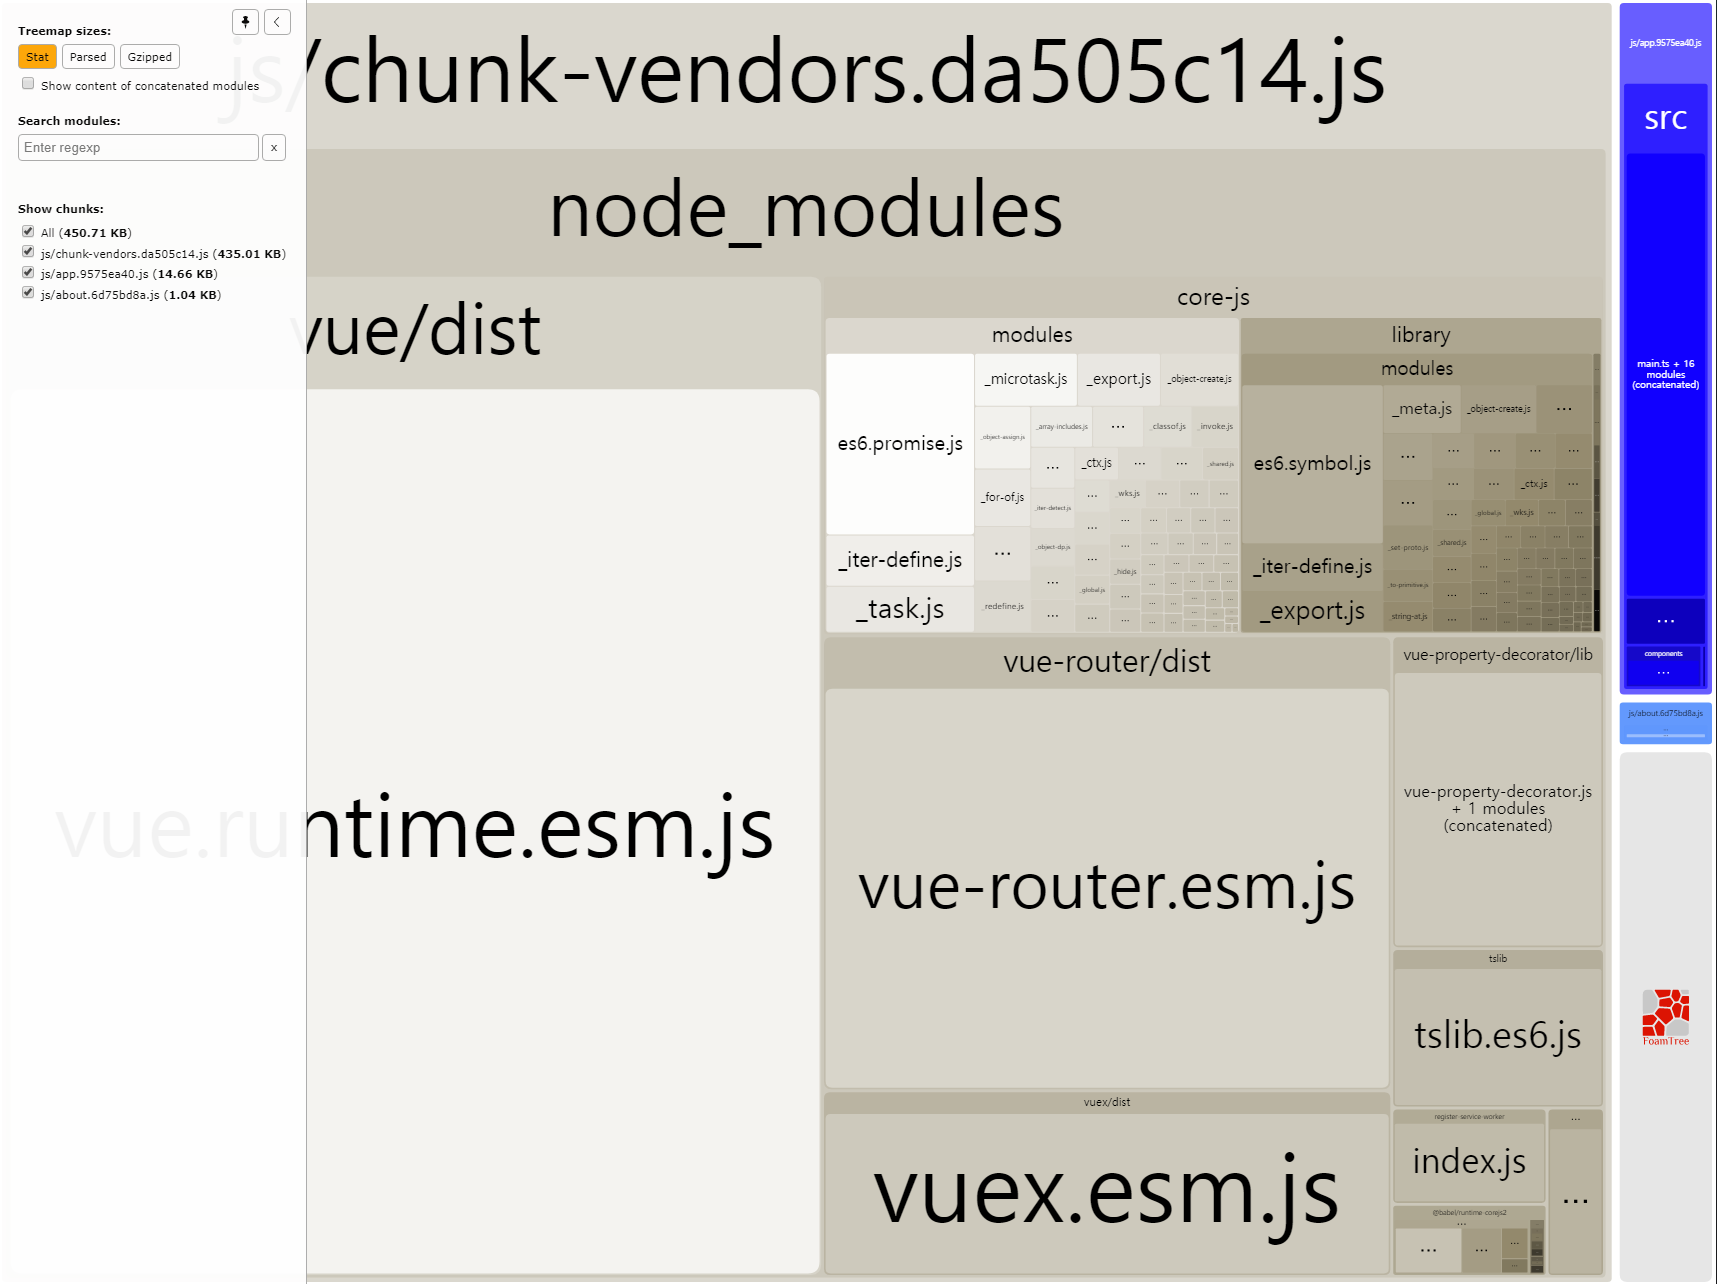 Treemap sizes:
Stat
Parsed
Gzipped
Show content of concatenated modules
Search modules:
Enter regexp
x
Show chunks:
All (450.71 KB)
js/chunk-vendors.da505c14.js (435.01 KB)
js/app.9575ea40.js (14.66 KB)
js/about.6d75bd8a.js (1.04 KB)
js/chunk-vendors.da505c14.js
node_modules
vue/dist
vue.runtime.esm.js
core-js
modules
es6.promise.js
_iter-define.js
_task.js
_microtask.js
_export.js
_object-create.js
_object-assign.js
_array-includes.js
...
_classof.js
_invoke.js
_for-of.js
...
_ctx.js
...
...
_shared.js
_iter-detect.js
...
_wks.js
...
...
...
...
_object-dp.js
_hide.js
_redefine.js
_global.js
library
modules
es6.symbol.js
_iter-define.js
_export.js
_meta.js
_object-create.js
...
_ctx.js
_global.js
_wks.js
_set-proto.js
_shared.js
_to-primitive.js
_string-at.js
vue-router/dist
vue-router.esm.js
vuex/dist
vuex.esm.js
vue-property-decorator/lib
vue-property-decorator.js
+ 1 modules
(concatenated)
tslib
tslib.es6.js
register-service-worker
index.js
...
...
@babel/runtime-corejs2
...
...
...
...
js/app.9575ea40.js
src
main.ts + 16
modules
(concatenated)
...
components
...
js/about.6d75bd8a.js
...
FoamTree